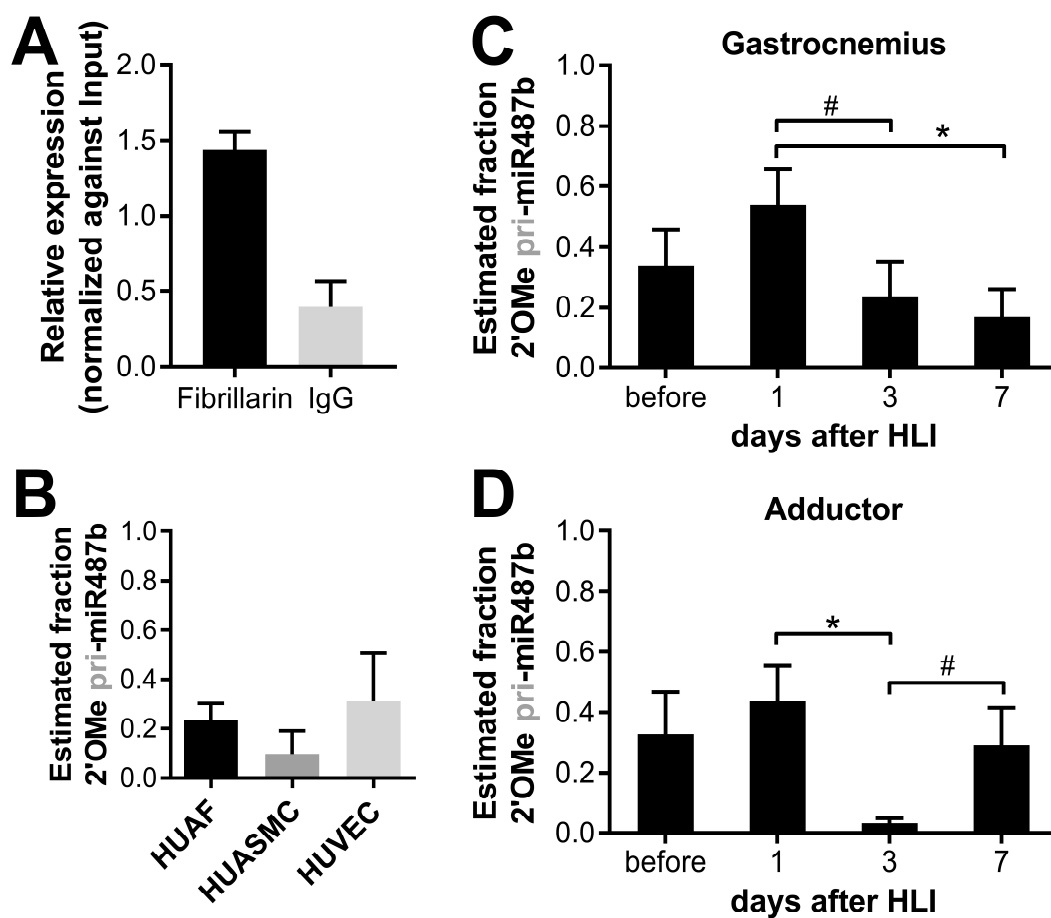 A
Relative expression
(normalized against Input)
2.0
1.5
1.0
0.5
0.0
Fibrillarin IgG
B
Estimated fraction
2'OMe pri-miR487b
1.0
0.8
0.6
0.4
0.2
0.0
HUAF
HUASMC
HUVEC
C
Gastrocnemius
Estimated fraction
2'OMe pri-miR487b
1.0
0.8
0.6
0.4
0.2
0.0
#
*
before 1 3 7
days after HLI
D
Adductor
Estimated fraction
2'OMe pri-miR487b
1.0
0.8
0.6
0.4
0.2
0.0
*
#
before 1 3 7
days after HLI